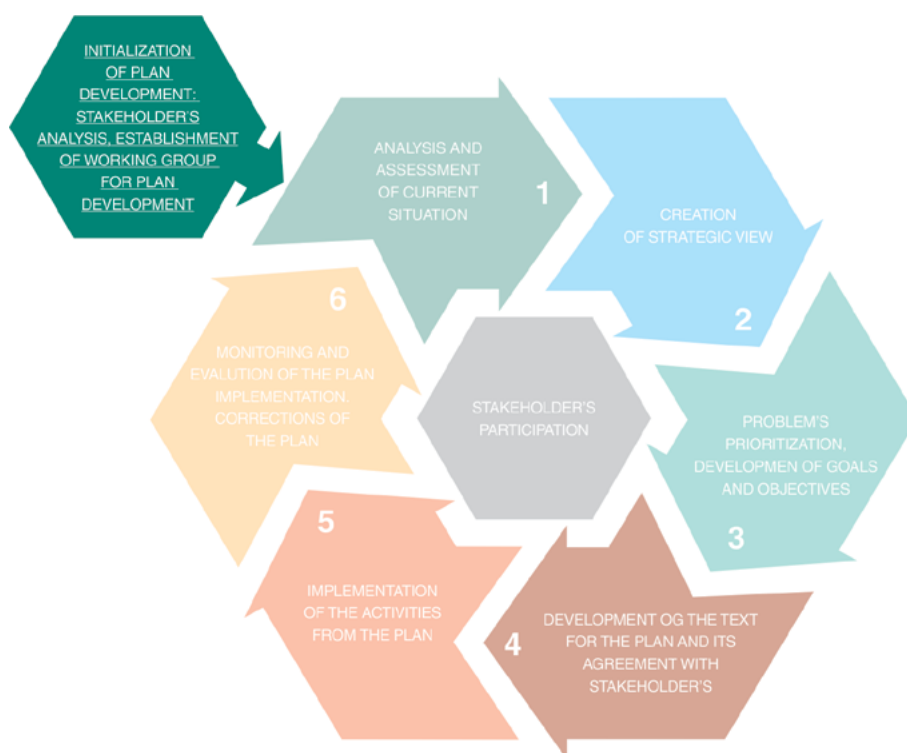 INITIALIZATION
OF PLAN
DEVELOPMENT:
STAKEHOLDER'S
ANALYSIS, ESTABLISHMENT
OF WORKING GROUP
FOR PLAN
DEVELOPMENT
ANALYSIS AND
ASSESSMENT
OF CURRENT
SITUATION
1
CREATION
OF STRATEGIC VIEW
2
PROBLEM'S
PRIORITIZATION,
DEVELOPMEN OF GOALS
AND OBJECTIVES
3
DEVELOPMENT OG THE TEXT
FOR THE PLAN AND ITS
AGREEMENT WITH
STAKEHOLDER'S
4
5
IMPLEMENTATION
OF THE ACTIVITIES
FROM THE PLAN
6
MONITORING AND
EVALUTION OF THE PLAN
IMPLEMENTATION.
CORRECTIONS OF
THE PLAN
STAKEHOLDER'S
PARTICIPATION